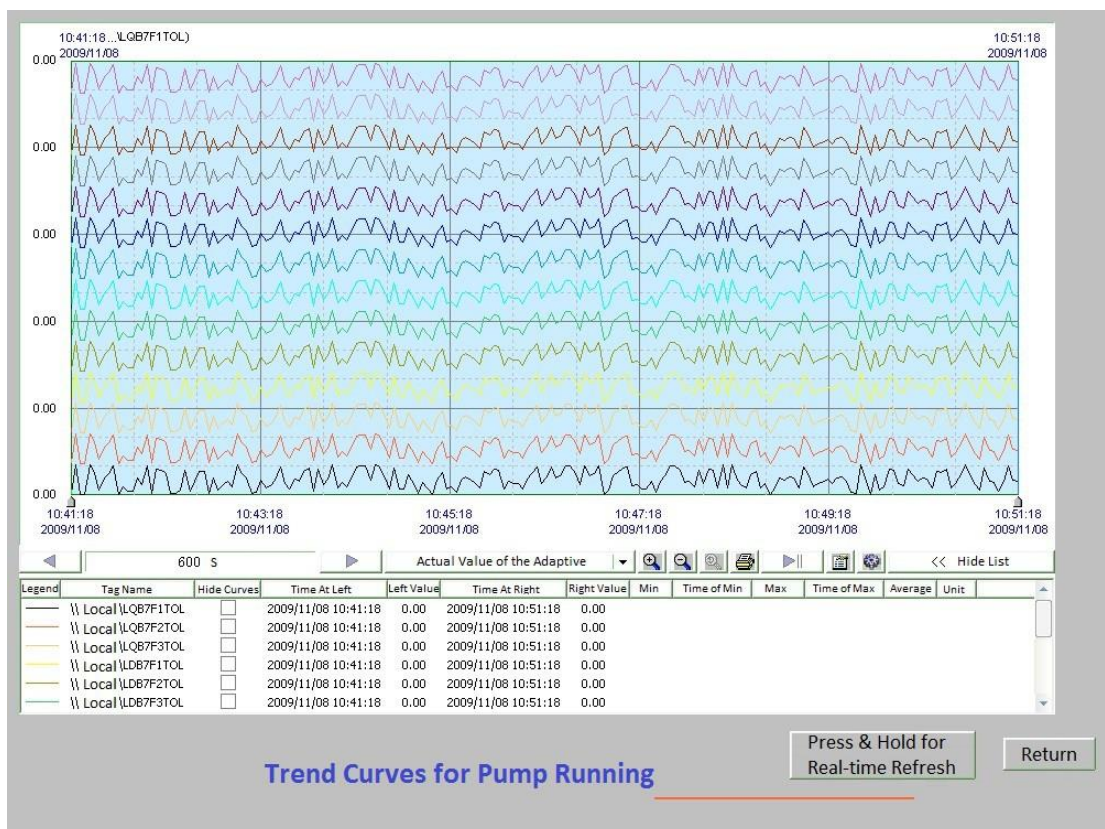 10:41:18...\LQB7F1TOL) 10:51:18
2009/11/08 2009/11/08
0.00
0.00
0.00
0.00
0.00
0.00
10:41:18 10:43:18 10:45:18 10:47:18 10:49:18 10:51:18
2009/11/08 2009/11/08 2009/11/08 2009/11/08 2009/11/08 2009/11/08
600 S Actual Value of the Adaptive << Hide List
Legend Tag Name Hide Curves Time At Left Left Value Time At Right Right Value Min Time of Min Max Time of Max Average Unit
\\ Local\LQB7F1TOL 2009/11/08 10:41:18 0.00 2009/11/08 10:51:18 0.00
\\ Local\LQB7F2TOL 2009/11/08 10:41:18 0.00 2009/11/08 10:51:18 0.00
\\ Local\LQB7F3TOL 2009/11/08 10:41:18 0.00 2009/11/08 10:51:18 0.00
\\ Local\LDB7F1TOL 2009/11/08 10:41:18 0.00 2009/11/08 10:51:18 0.00
\\ Local\LDB7F2TOL 2009/11/08 10:41:18 0.00 2009/11/08 10:51:18 0.00
\\ Local\LDB7F3TOL 2009/11/08 10:41:18 0.00 2009/11/08 10:51:18 0.00
Press & Hold for
Real-time Refresh
Return
Trend Curves for Pump Running